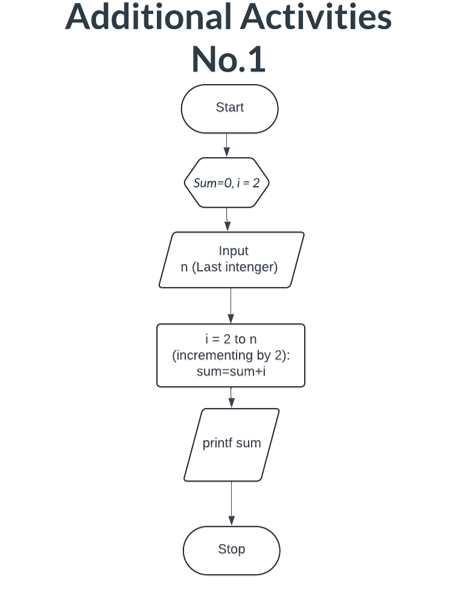 Additional Activities
No.1
Start
Sum=0, i = 2
Input
n (Last intenger)
i = 2 to n
(incrementing by 2):
sum=sum+i
printf sum
Stop